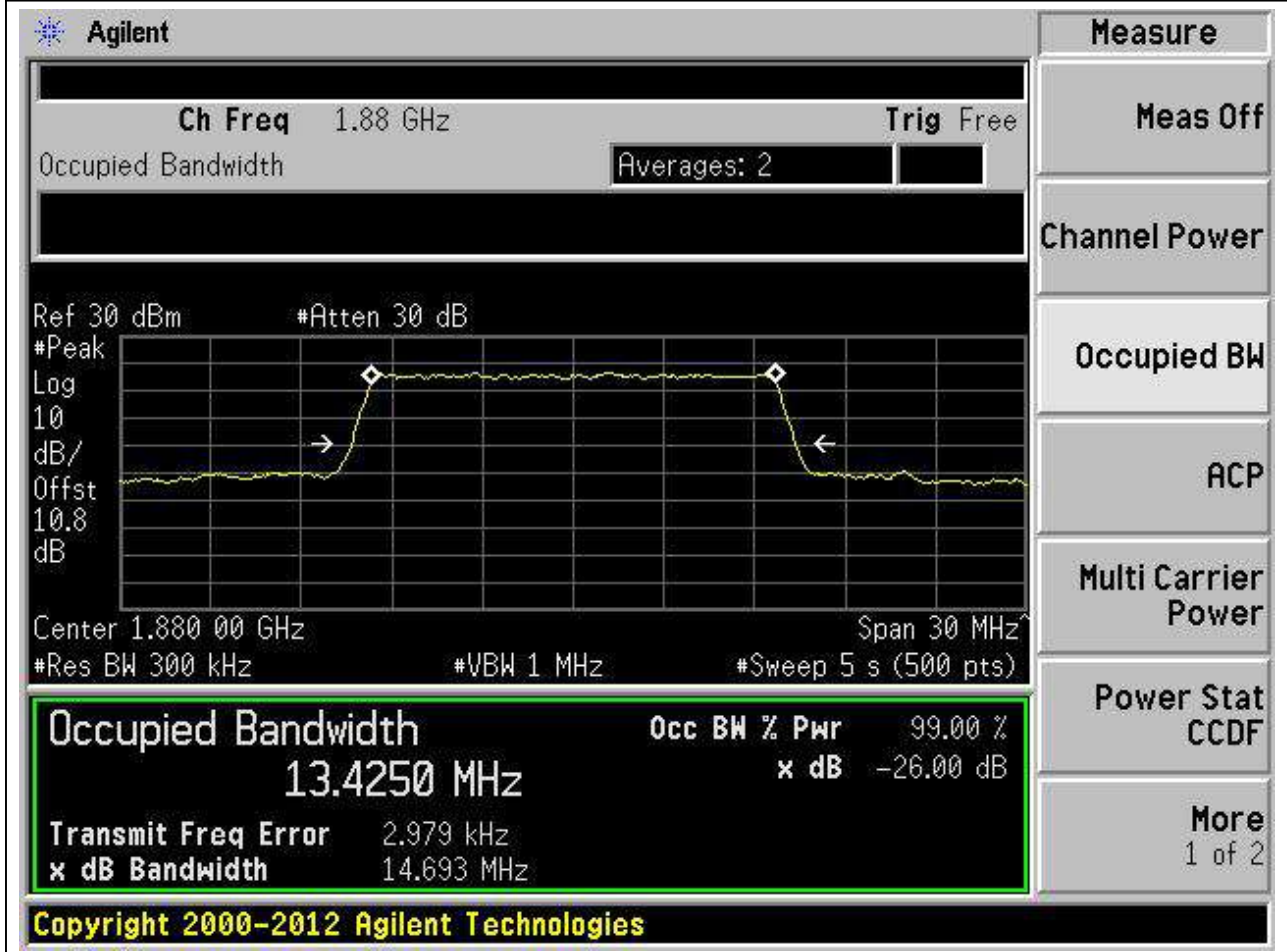 Agilent
Measure
Ch Freq 1.88 GHz Trig Free
Meas Off
Occupied Bandwidth Averages: 2
Channel Power
Ref 30 dBm #Atten 30 dB
#Peak
Log
10
dB/
Offst
10.8
dB
Occupied BW
ACP
Center 1.880 00 GHz Span 30 MHz^
#Res BW 300 kHz #VBW 1 MHz #Sweep 5 s (500 pts)
Multi Carrier
Power
Occupied Bandwidth Occ BW % Pwr 99.00 %
13.4250 MHz x dB -26.00 dB
Power Stat
CCDF
Transmit Freq Error 2.979 kHz
x dB Bandwidth 14.693 MHz
More
1 of 2
Copyright 2000-2012 Agilent Technologies